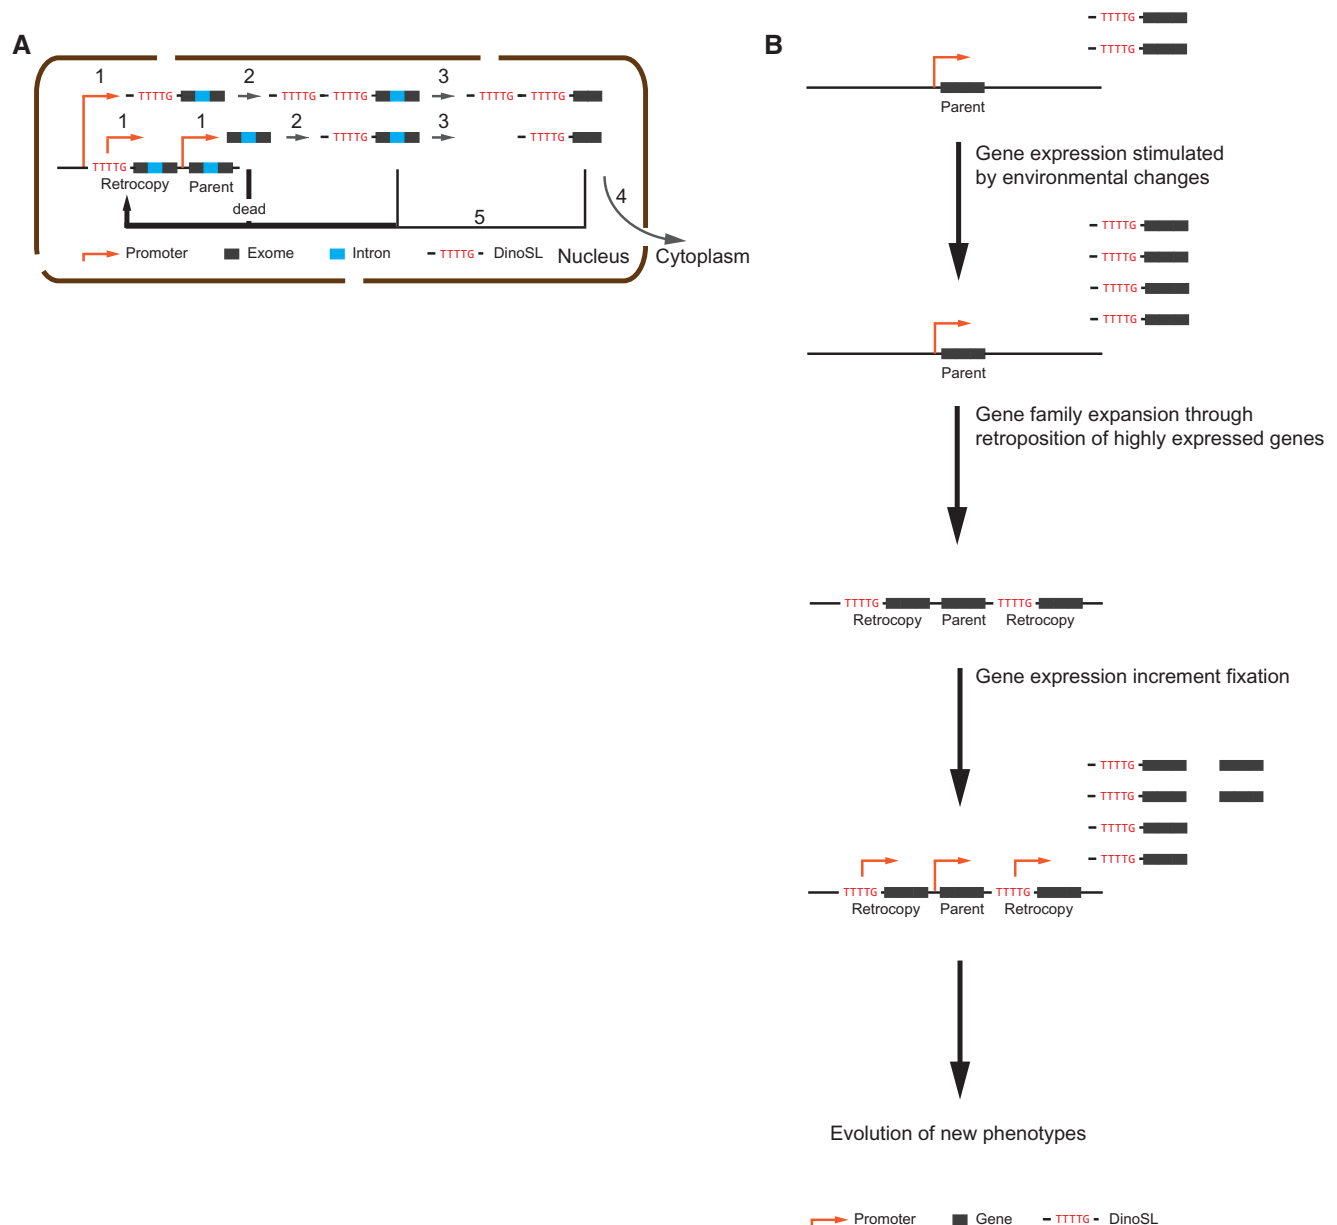 A
1 TTTTG 2 TTTTG TTTTG 3 TTTTG TTTTG
1 1 2 TTTTG 3 TTTTG
TTTTG
Retrocopy Parent
dead
4
5
Promoter Exome Intron TTTTG DinoSL Nucleus Cytoplasm
B
TTTTG
TTTTG
Parent
Gene expression stimulated
by environmental changes
TTTTG
TTTTG
TTTTG
TTTTG
Parent
Gene family expansion through
retroposition of highly expressed genes
TTTTG TTTTG
Retrocopy Parent Retrocopy
Gene expression increment fixation
TTTTG
TTTTG
TTTTG
TTTTG
TTTTG TTTTG
Retrocopy Parent Retrocopy
Evolution of new phenotypes
Promoter Gene TTTTG DinoSL